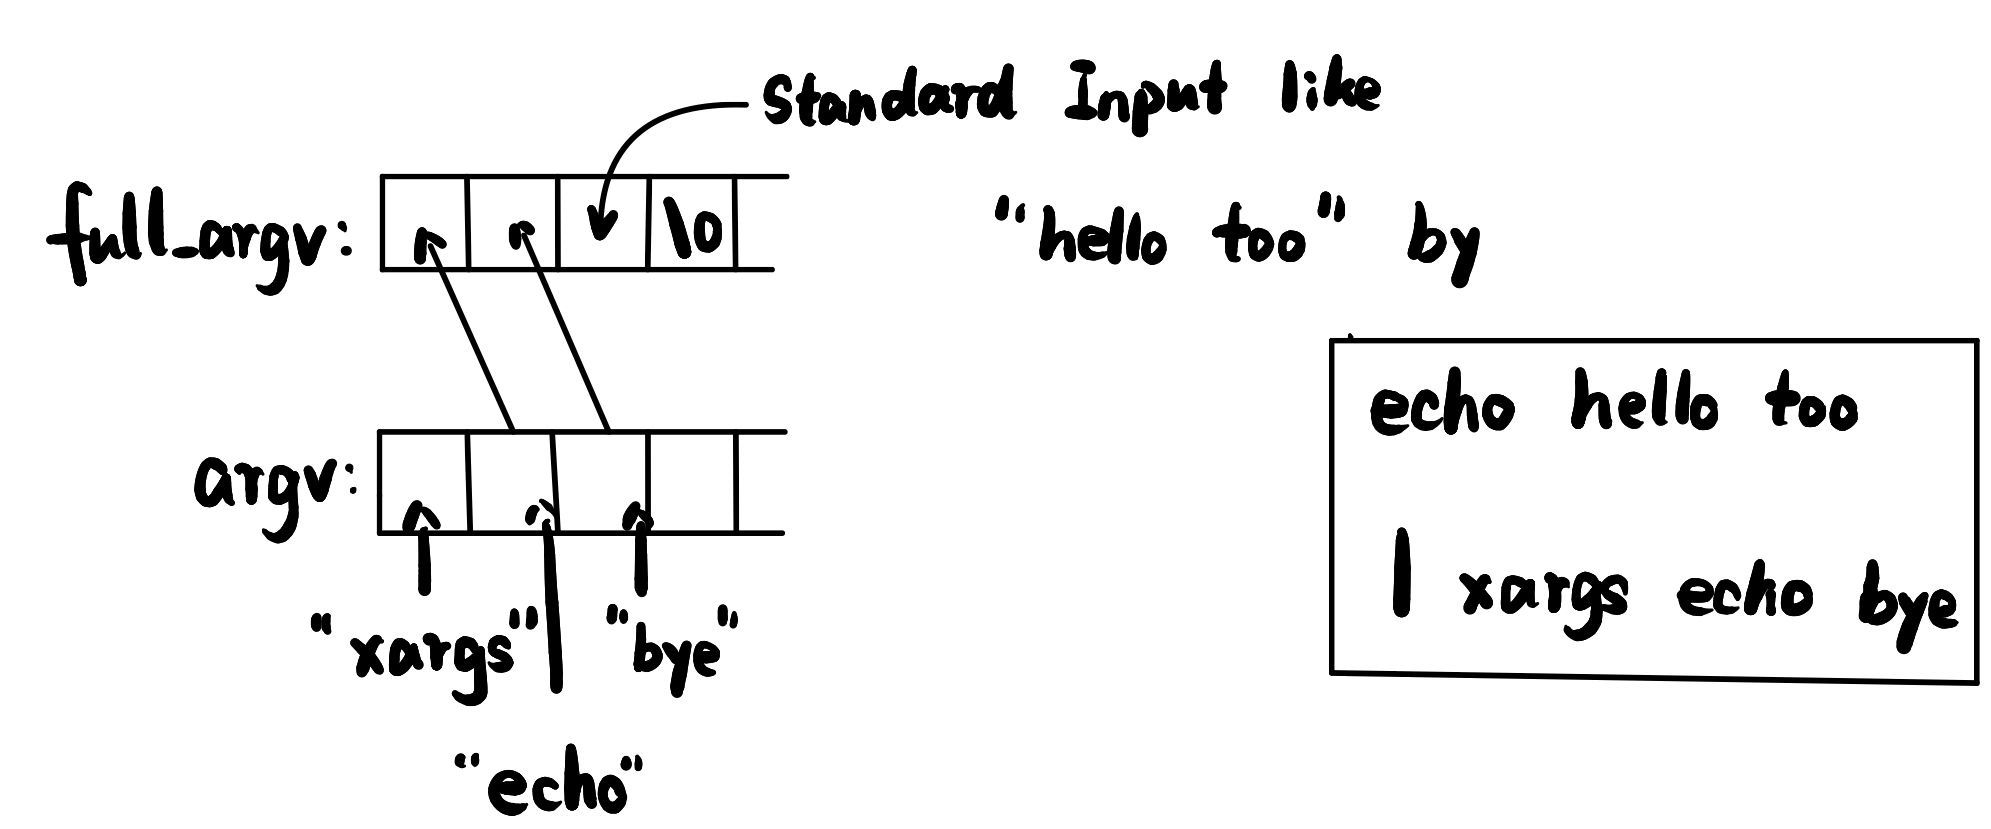 Standard Input like
"hello too" by
full_argv:
\0
echo hello too
| xargs echo bye
argv:
"xargs"
"bye"
"echo"